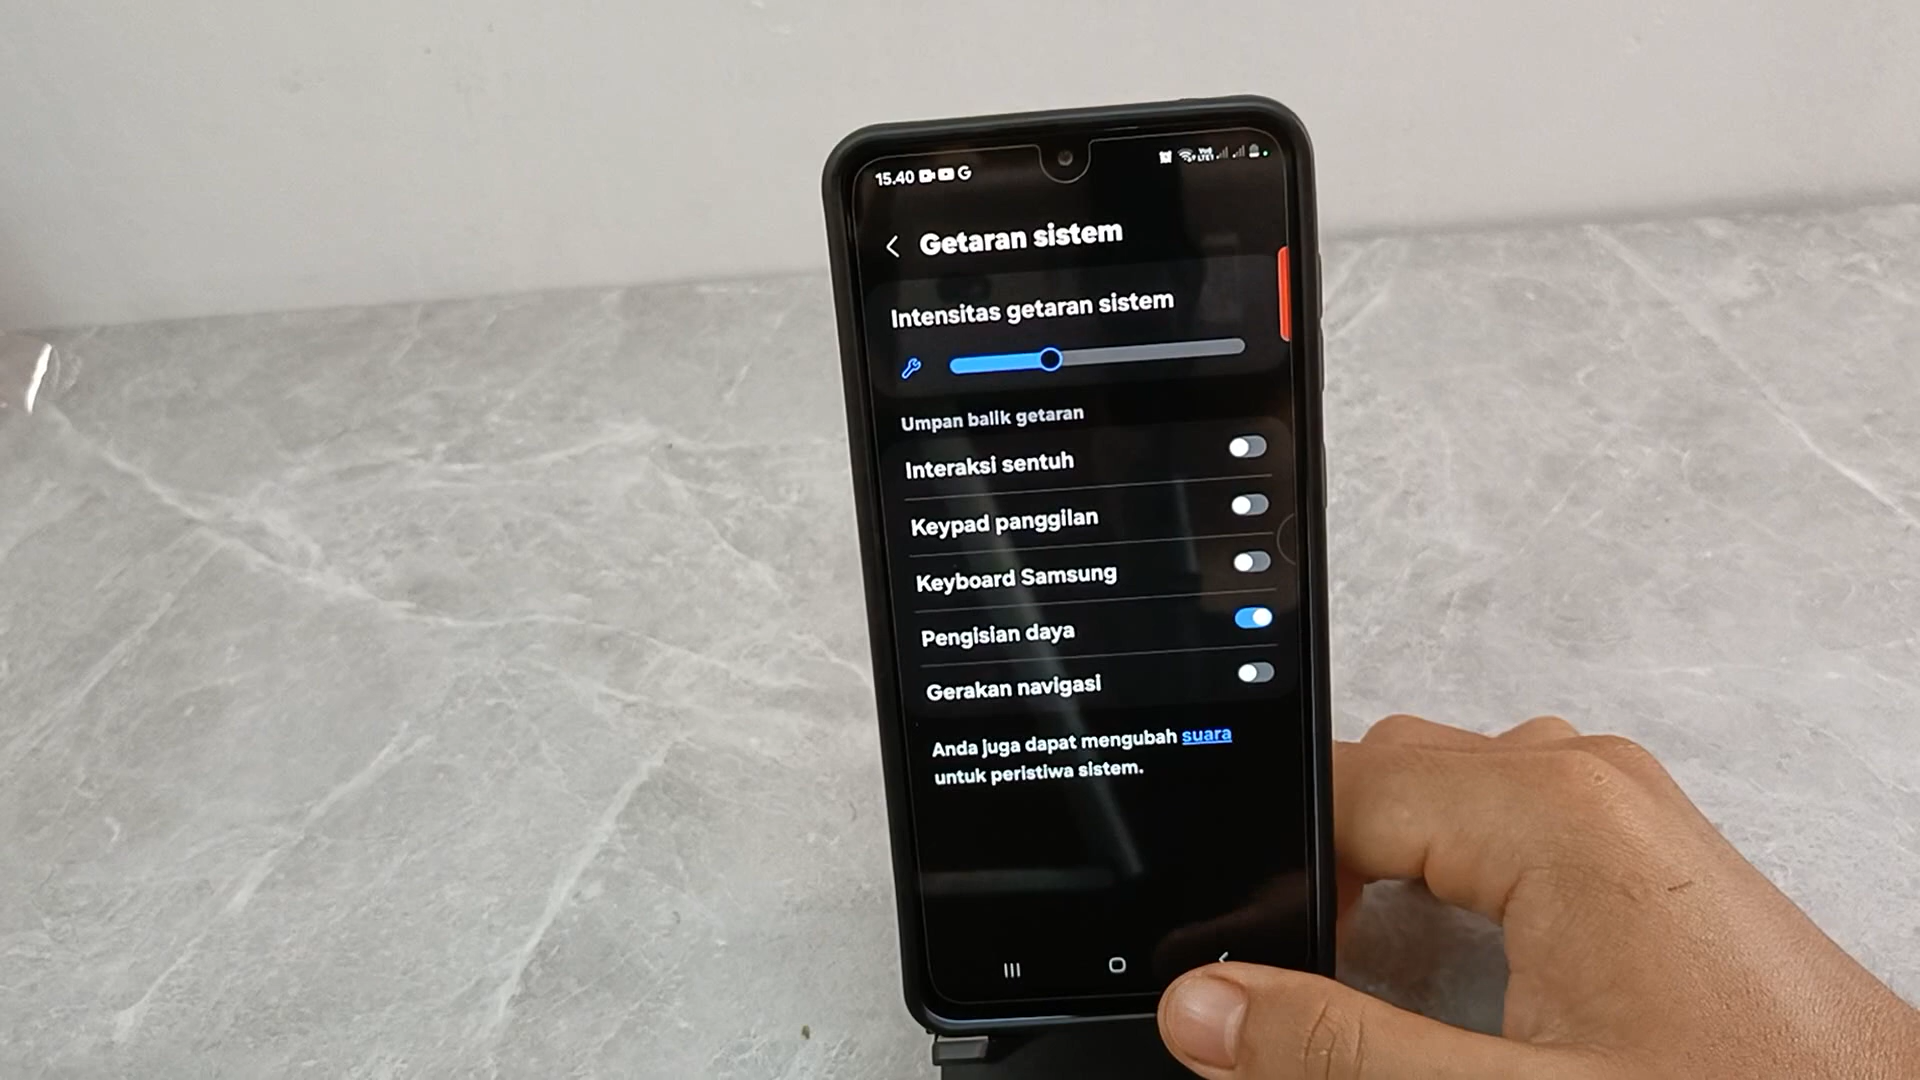 15.40 G
Getaran sistem
Intensitas getaran sistem
Umpan balik getaran
Interaksi sentuh
Keypad panggilan
Keyboard Samsung
Pengisian daya
Gerakan navigasi
Anda juga dapat mengubah suara
untuk peristiwa sistem.